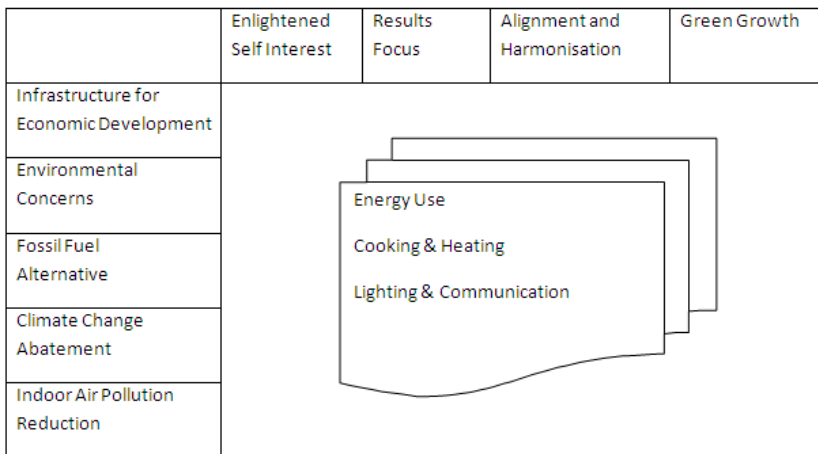 Enlightened
Self Interest
Results
Focus
Alignment and
Harmonisation
Green Growth
Infrastructure for
Economic Development
Environmental
Concerns
Fossil Fuel
Alternative
Climate Change
Abatement
Indoor Air Pollution
Reduction
Energy Use
Cooking & Heating
Lighting & Communication